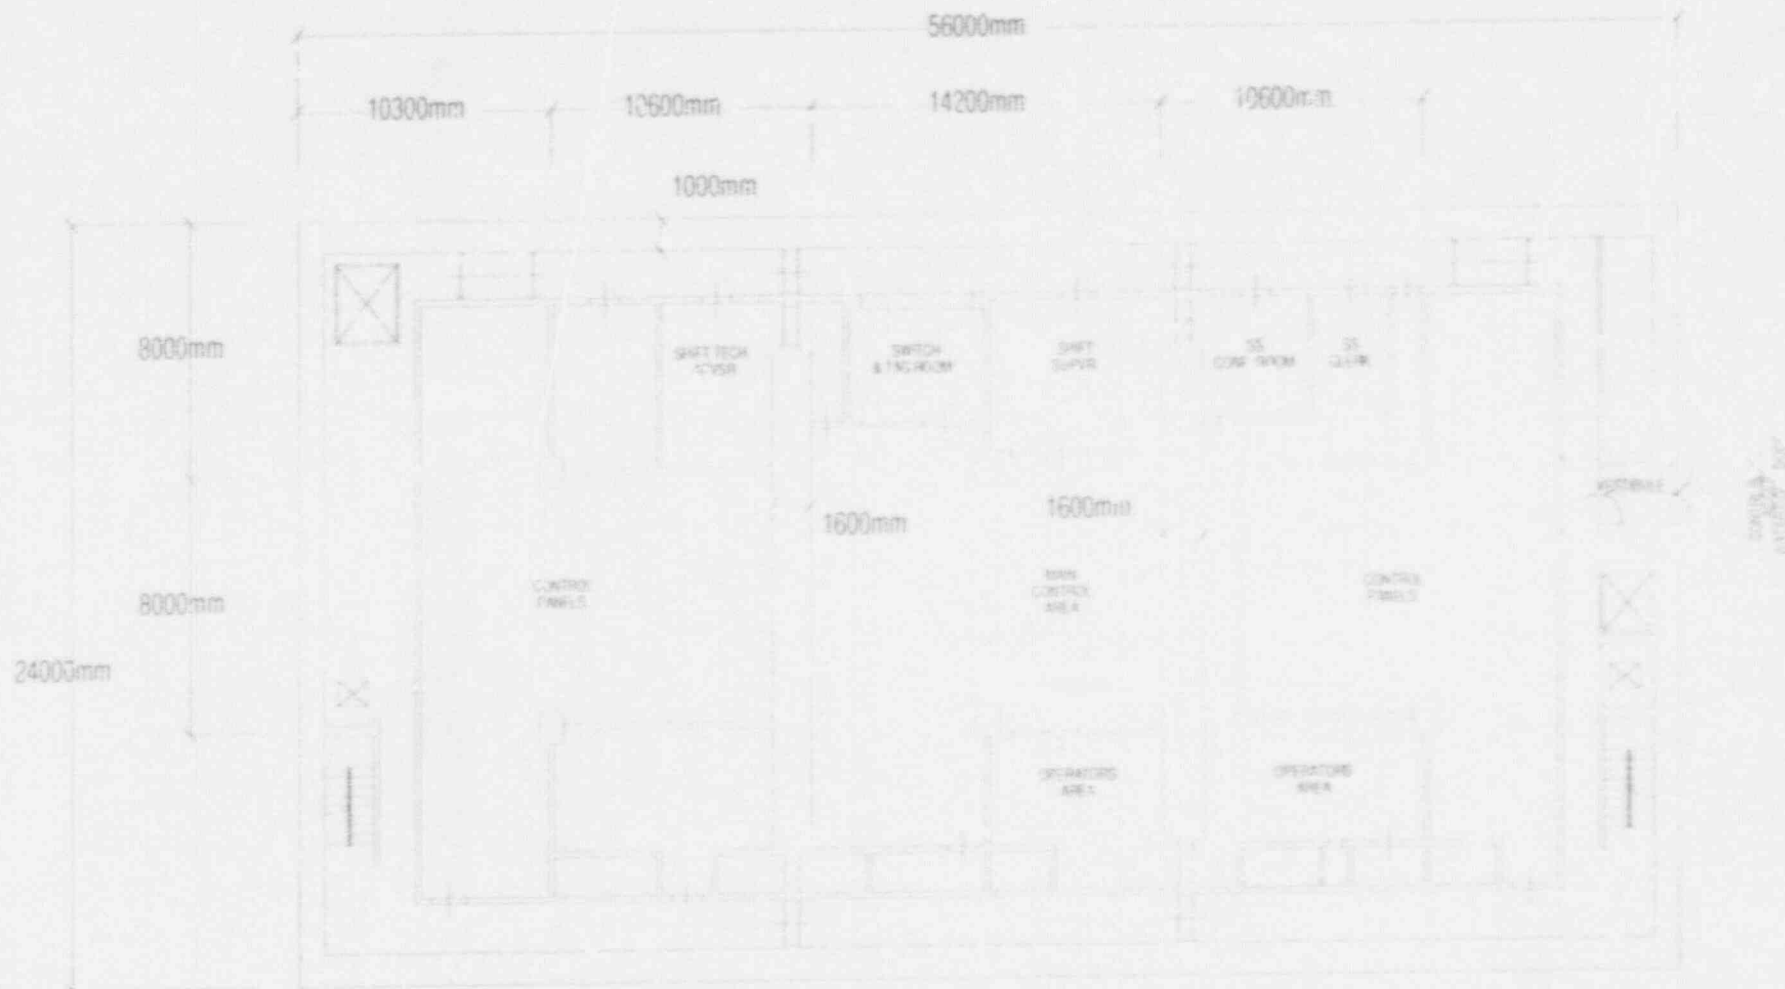 56000mm
10300mm
10600mm
14200mm
10600mm
1000mm
8000mm
SHIFT TECH
SWITCH
& TAG ROOM
SHIFT
SUPVR
SS
CONF ROOM
SS
CLERK
VESTIBULE
1600mm
1600mm
CONTROL
PANELS
MAIN
CONTROL
AREA
CONTROL
PANELS
8000mm
24000mm
OPERATORS
AREA
OPERATORS
AREA